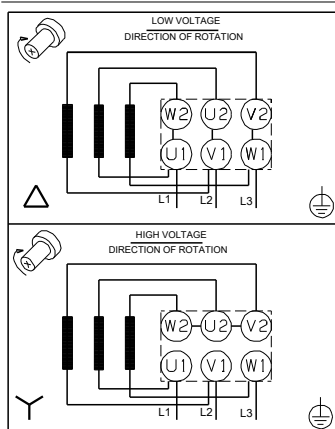 LOW VOLTAGE
DIRECTION OF ROTATION
W2 U2 V2
U1 V1 W1
L1 L2 L3
HIGH VOLTAGE
DIRECTION OF ROTATION
W2 U2 V2
U1 V1 W1
L1 L2 L3